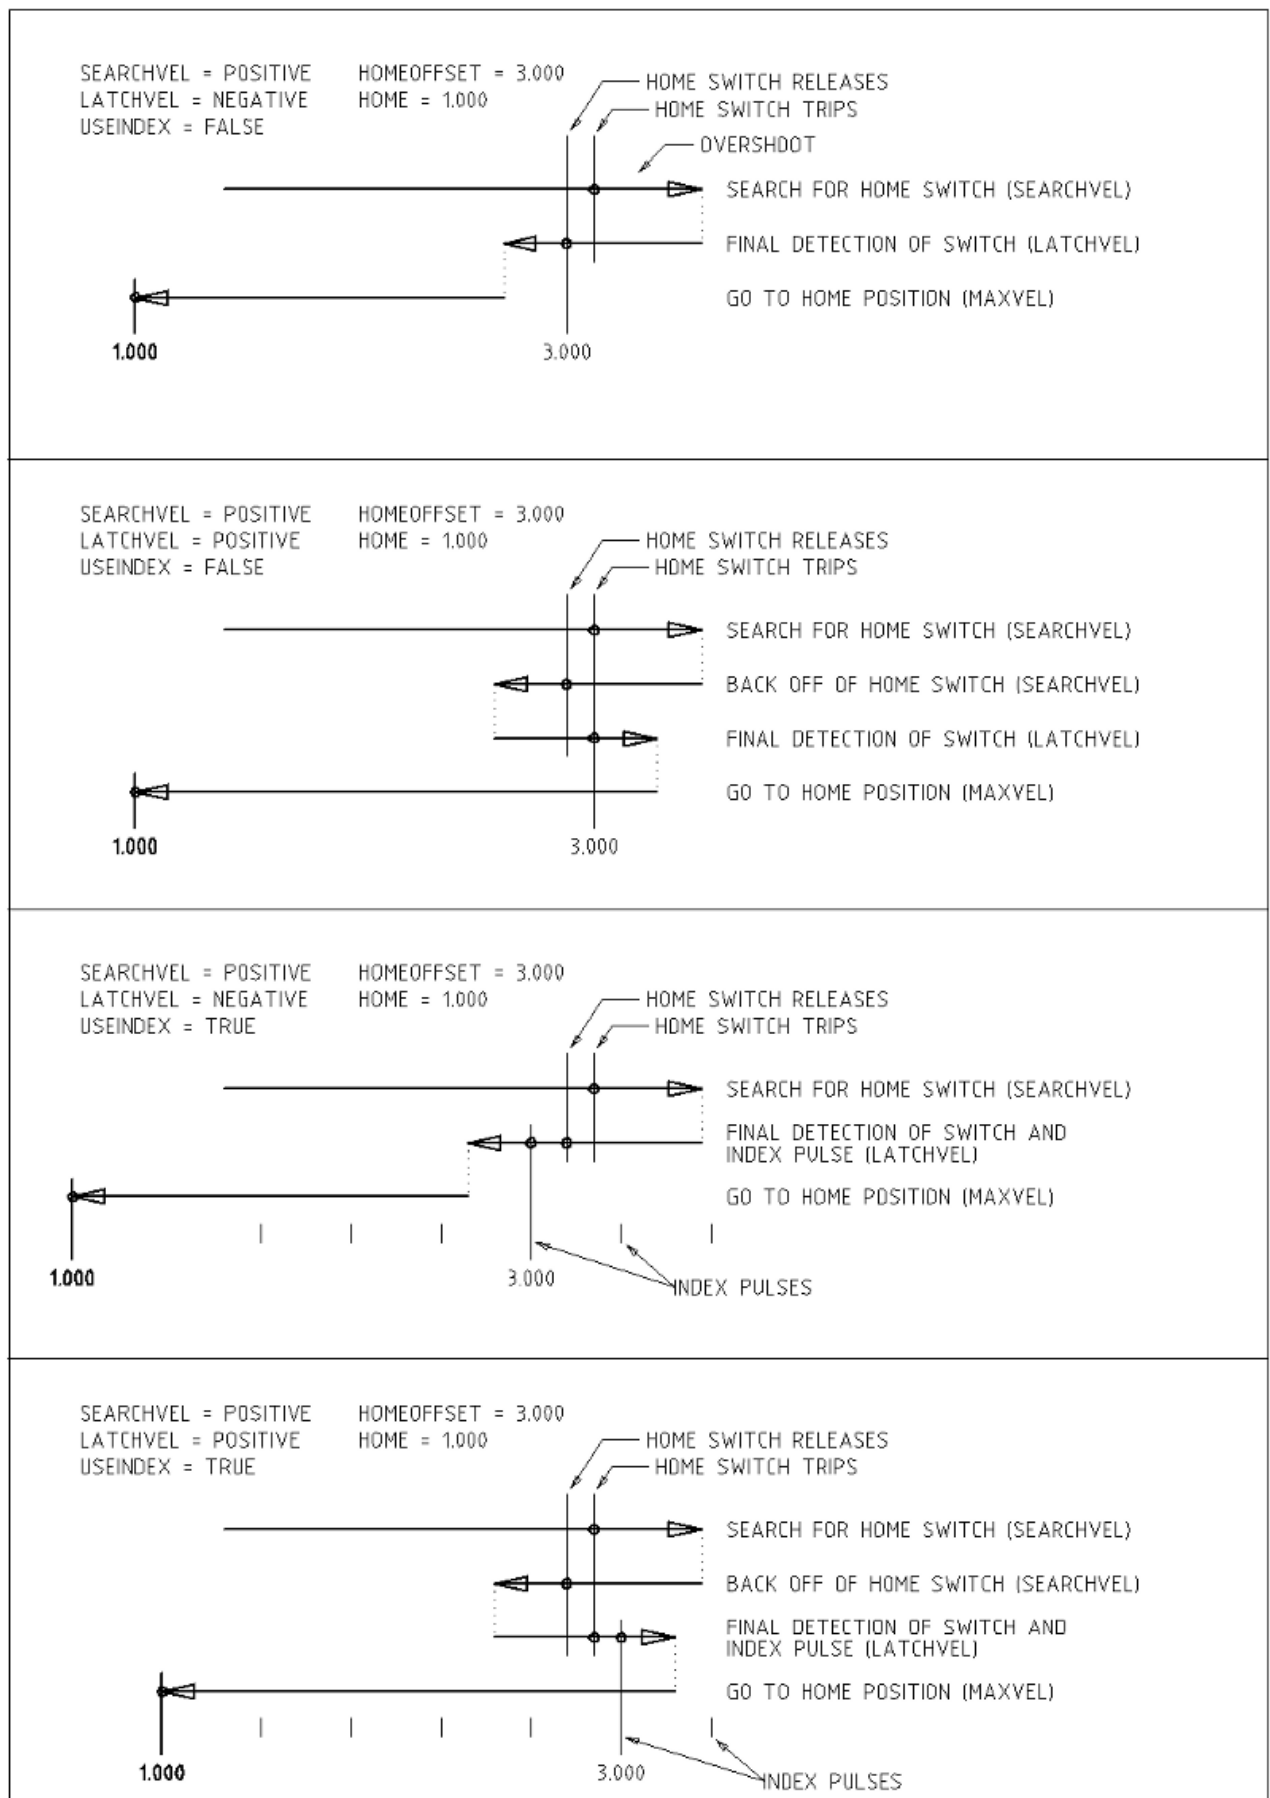 SEARCHVEL = POSITIVE HOMEOFFSET = 3.000
LATCHVEL = NEGATIVE HOME = 1.000
USEINDEX = FALSE
HOME SWITCH RELEASES
HOME SWITCH TRIPS
OVERSHOOT
SEARCH FOR HOME SWITCH (SEARCHVEL)
FINAL DETECTION OF SWITCH (LATCHVEL)
GO TO HOME POSITION (MAXVEL)
1.000 3.000
SEARCHVEL = POSITIVE HOMEOFFSET = 3.000
LATCHVEL = POSITIVE HOME = 1.000
USEINDEX = FALSE
HOME SWITCH RELEASES
HOME SWITCH TRIPS
SEARCH FOR HOME SWITCH (SEARCHVEL)
BACK OFF OF HOME SWITCH (SEARCHVEL)
FINAL DETECTION OF SWITCH (LATCHVEL)
GO TO HOME POSITION (MAXVEL)
1.000 3.000
SEARCHVEL = POSITIVE HOMEOFFSET = 3.000
LATCHVEL = NEGATIVE HOME = 1.000
USEINDEX = TRUE
HOME SWITCH RELEASES
HOME SWITCH TRIPS
SEARCH FOR HOME SWITCH (SEARCHVEL)
FINAL DETECTION OF SWITCH AND
INDEX PULSE (LATCHVEL)
GO TO HOME POSITION (MAXVEL)
1.000 3.000
INDEX PULSES
SEARCHVEL = POSITIVE HOMEOFFSET = 3.000
LATCHVEL = POSITIVE HOME = 1.000
USEINDEX = TRUE
HOME SWITCH RELEASES
HOME SWITCH TRIPS
SEARCH FOR HOME SWITCH (SEARCHVEL)
BACK OFF OF HOME SWITCH (SEARCHVEL)
FINAL DETECTION OF SWITCH AND
INDEX PULSE (LATCHVEL)
GO TO HOME POSITION (MAXVEL)
1.000 3.000
INDEX PULSES